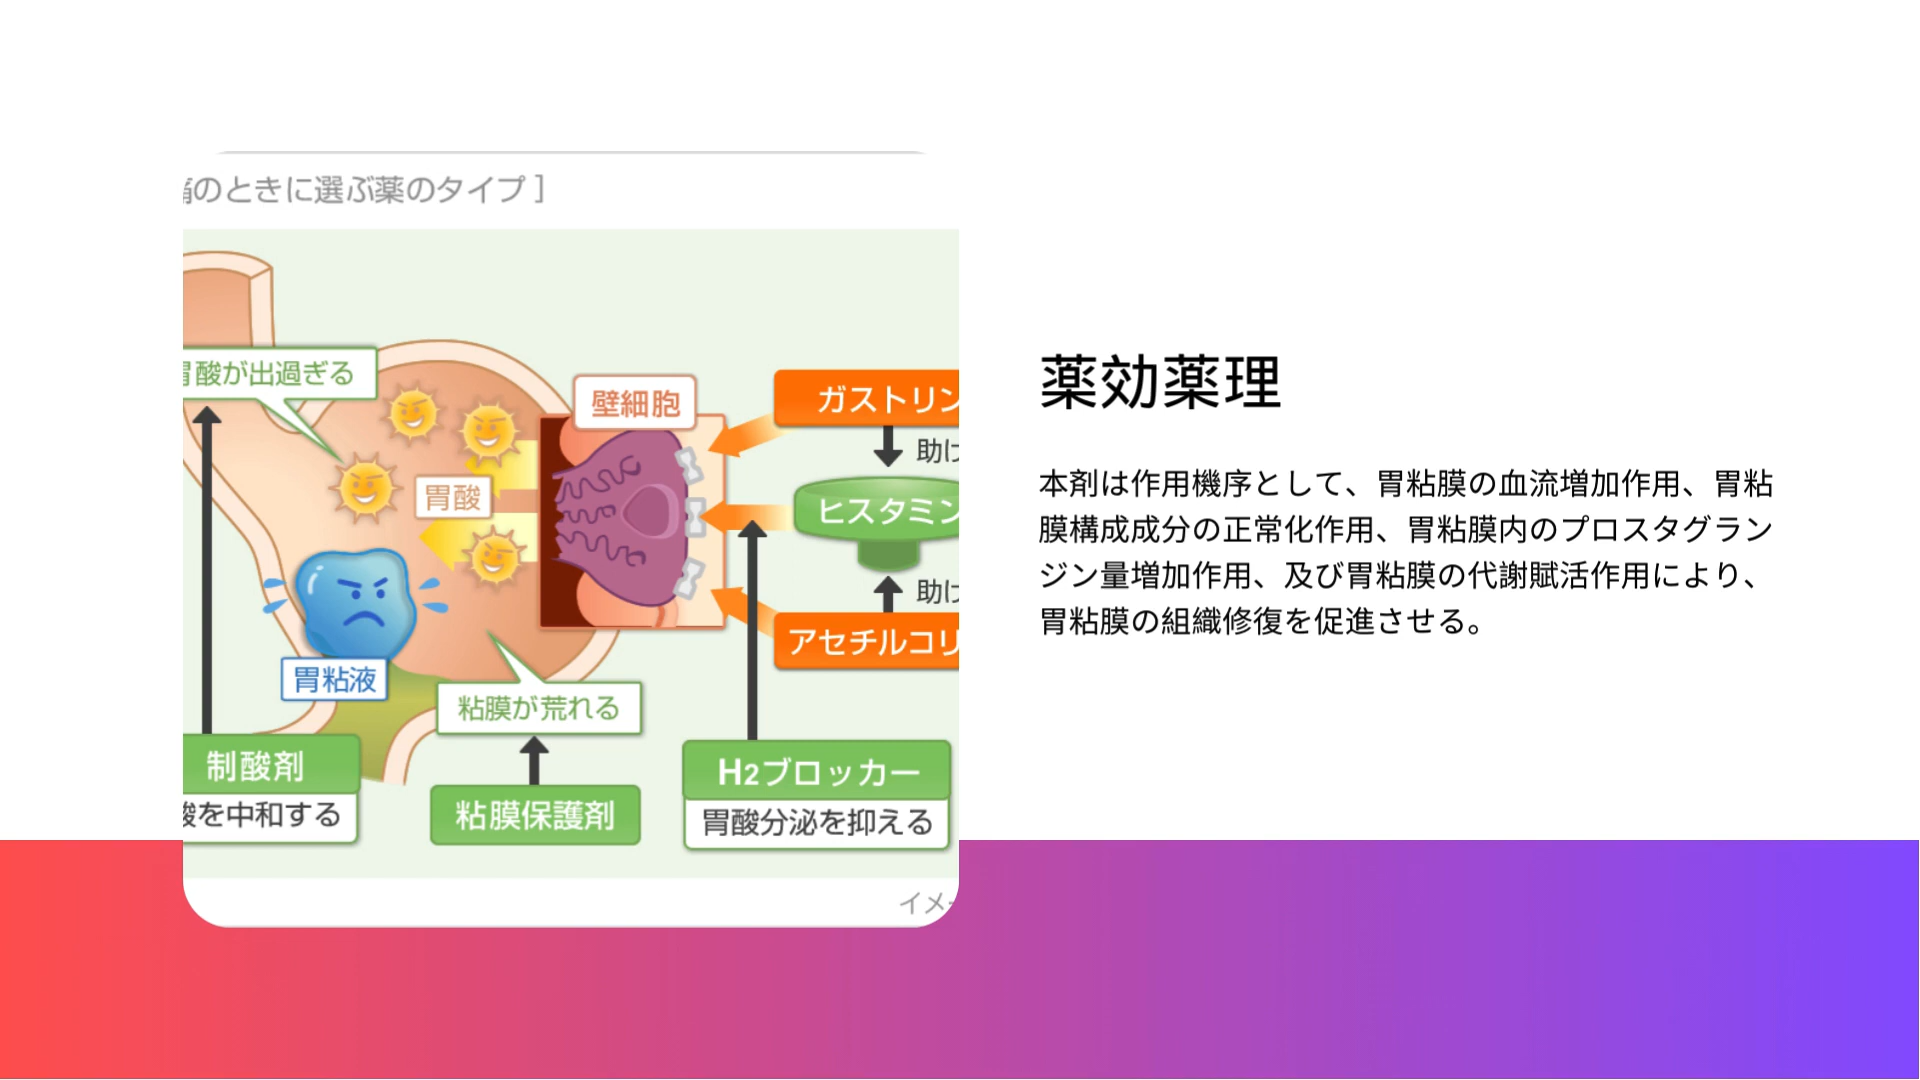 のときに選ぶ薬のタイプ ]
酸が出過ぎる
壁細胞
ガストリン
助け
胃酸
ヒスタミン
助け
アセチルコリ
胃粘液
粘膜が荒れる
制酸剤
酸を中和する
粘膜保護剤
H2ブロッカー
胃酸分泌を抑える
イメ
薬効薬理
本剤は作用機序として、胃粘膜の血流増加作用、胃粘
膜構成成分の正常化作用、胃粘膜内のプロスタグラン
ジン量増加作用、及び胃粘膜の代謝賦活作用により、
胃粘膜の組織修復を促進させる。